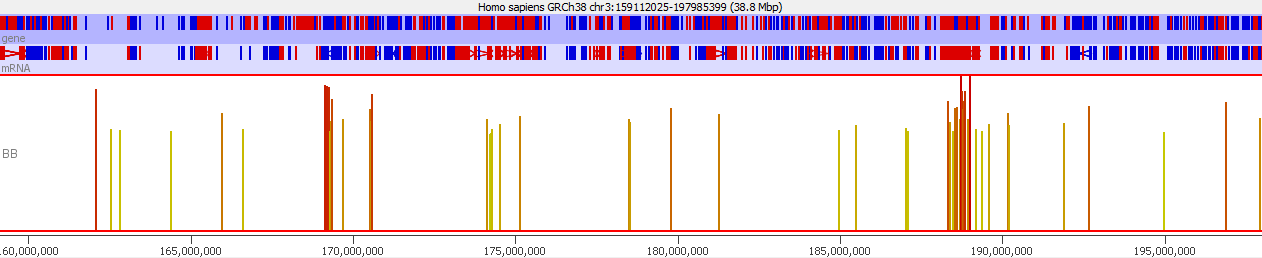 Homo sapiens GRCh38 chr3:159112025-197985399 (38.8 Mbp)
gene
mRNA
BB
160,000,000 165,000,000 170,000,000 175,000,000 180,000,000 185,000,000 190,000,000 195,000,000